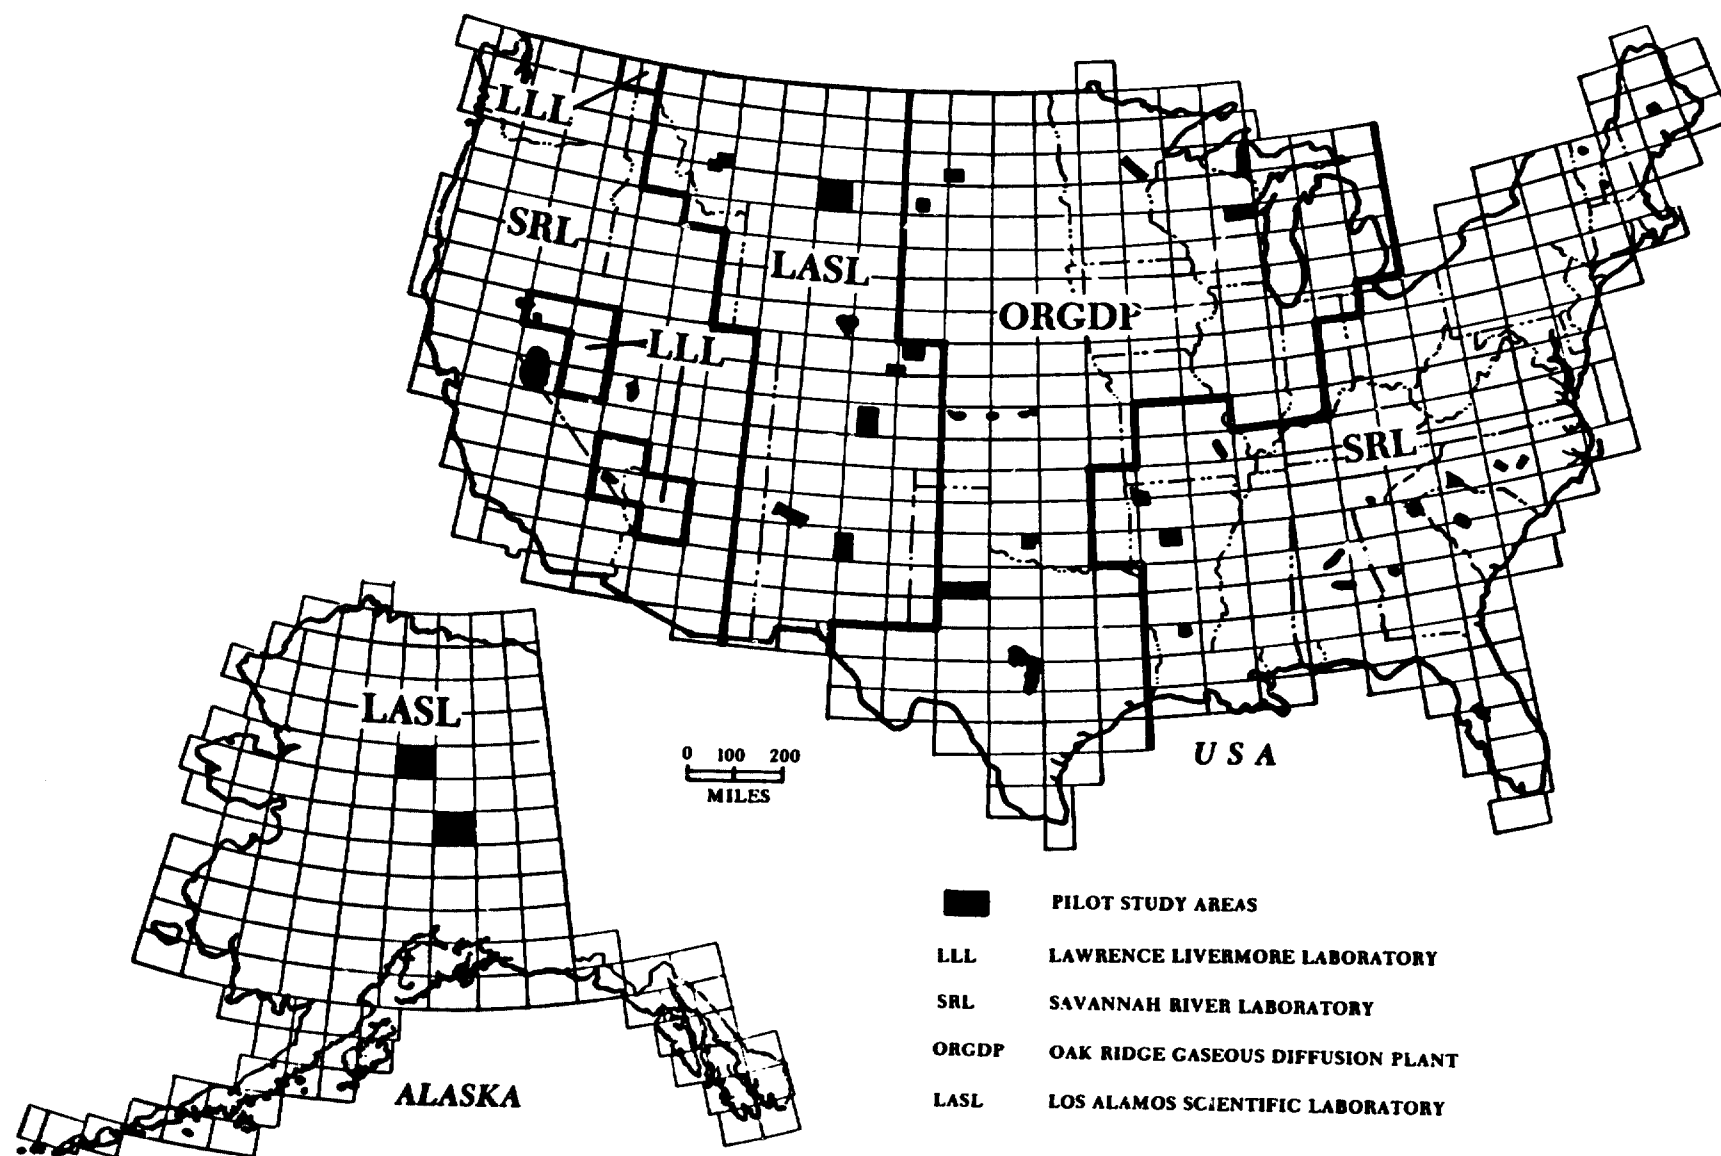 LLL
SRL
LASL
ORGDP
LLL
SRL
LASL
0 100 200
MILES
USA
PILOT STUDY AREAS
LLL LAWRENCE LIVERMORE LABORATORY
SRL SAVANNAH RIVER LABORATORY
ORGDP OAK RIDGE GASEOUS DIFFUSION PLANT
LASL LOS ALAMOS SCIENTIFIC LABORATORY
ALASKA